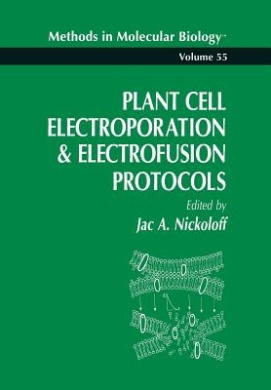 Methods in Molecular Biology™
Volume 55
PLANT CELL
ELECTROPORATION
& ELECTROFUSION
PROTOCOLS
Edited by
Jac A. Nickoloff